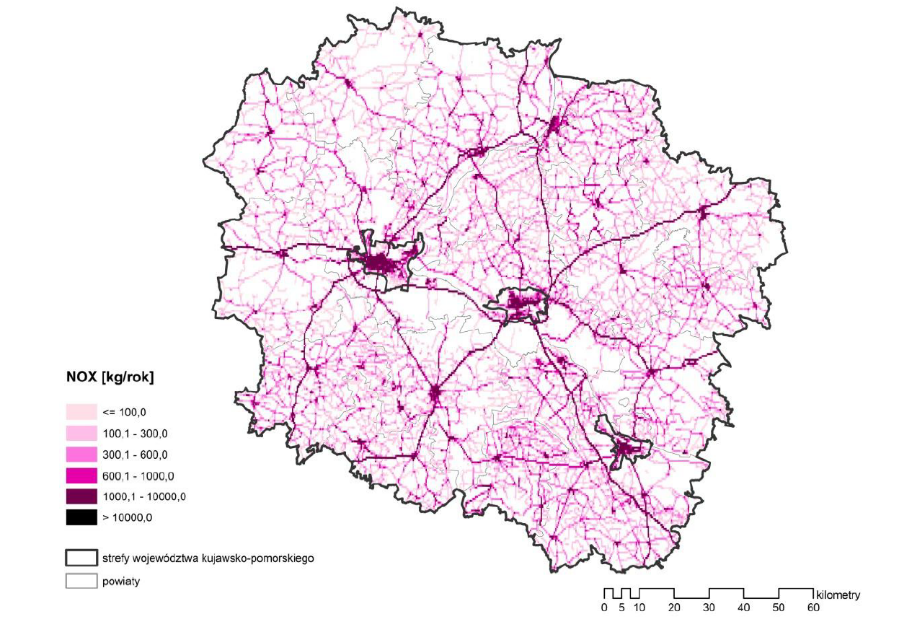 NOX [kg/rok]
<= 100,0
100,1 - 300,0
300,1 - 600,0
600,1 - 1000,0
1000,1 - 10000,0
> 10000,0
strefy województwa kujawsko-pomorskiego
powiaty
kilometry
0 5 10 20 30 40 50 60